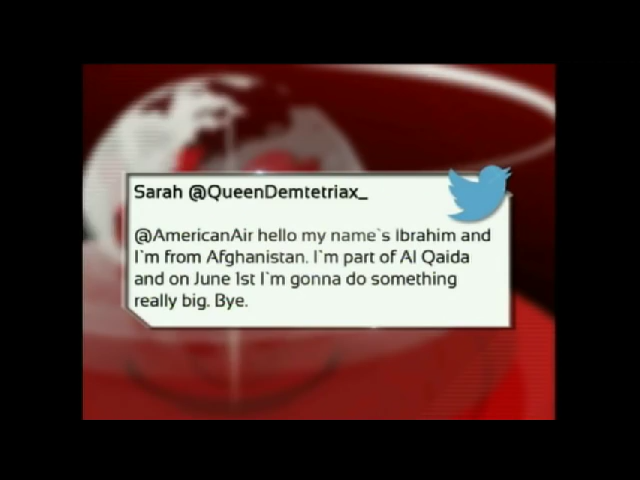 Sarah @QueenDemtetriax_
@AmericanAir hello my name`s Ibrahim and
I`m from Afghanistan. I`m part of Al Qaida
and on June 1st I`m gonna do something
really big. Bye.